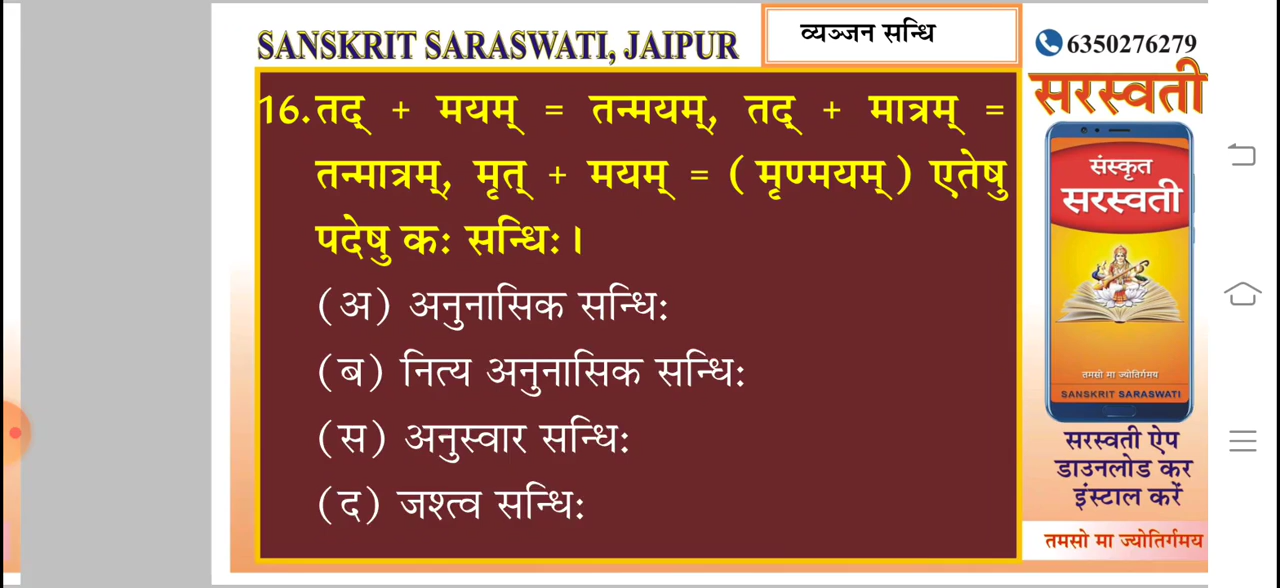 SANSKRIT SARASWATI, JAIPUR
व्यञ्जन सन्धि
6350276279
16. तद् + मयम् = तन्मयम्, तद् + मात्रम् =
तन्मात्रम्, मृत् + मयम् = ( मृण्मयम् ) एतेषु
पदेषु कः सन्धिः।
(अ) अनुनासिक सन्धिः
(ब) नित्य अनुनासिक सन्धिः
(स) अनुस्वार सन्धिः
(द) जश्त्व सन्धिः
सरस्वती
संस्कृत
सरस्वती
तमसो मा ज्योतिर्गमय
SANSKRIT SARASWATI
सरस्वती ऐप
डाउनलोड कर
इंस्टाल करें
तमसो मा ज्योतिर्गमय